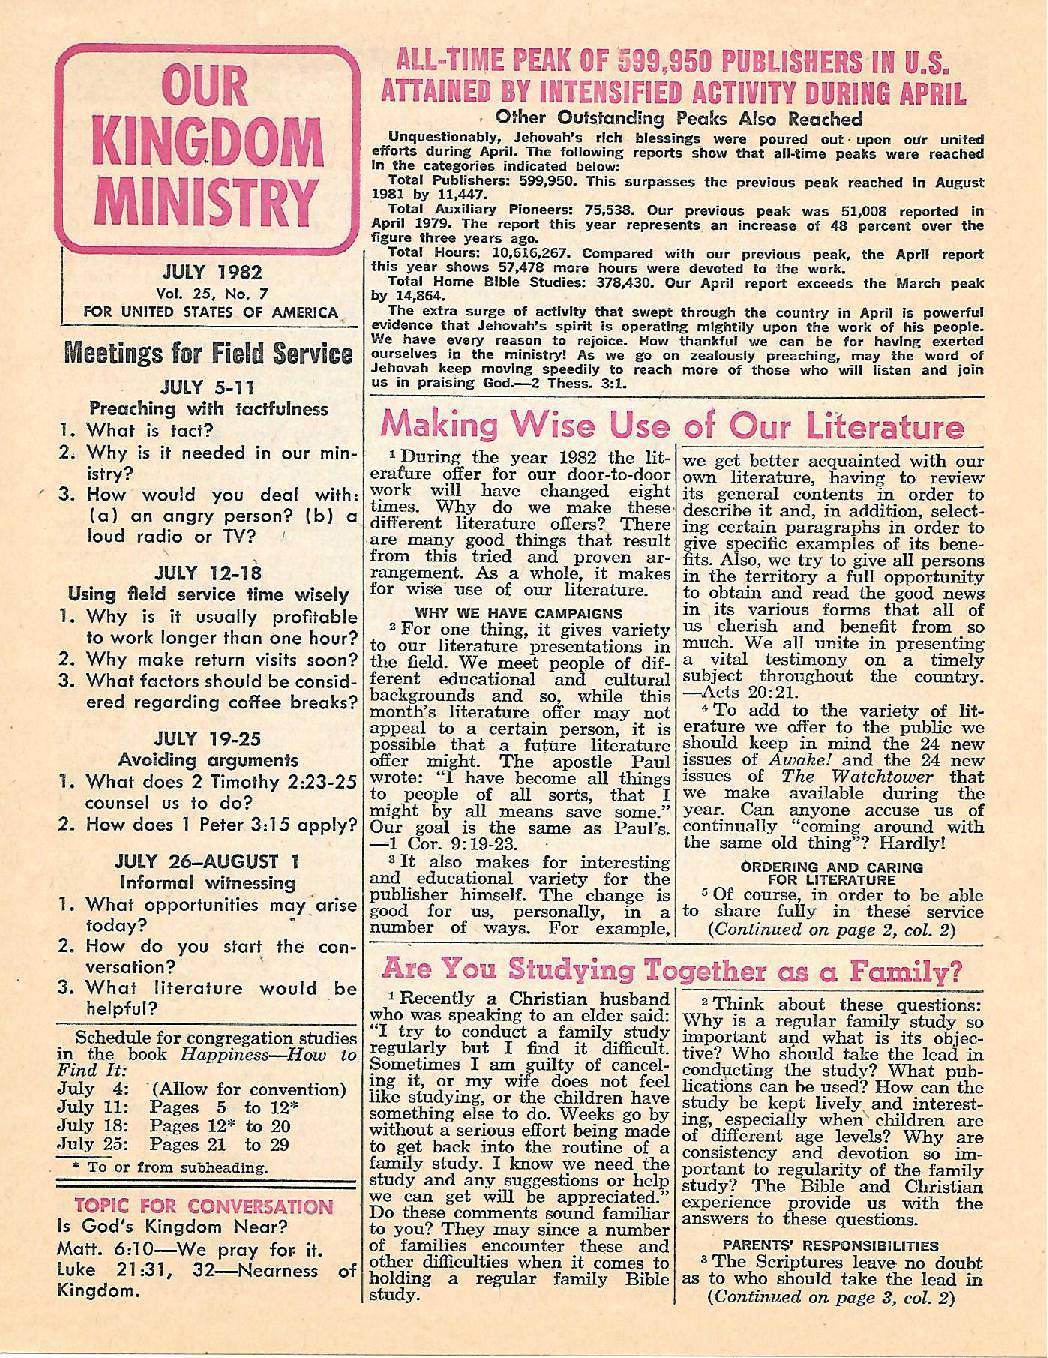 OUR
KINGDOM
MINISTRY
JULY 1982
Vol. 25, No. 7
FOR UNITED STATES OF AMERICA
Meetings for Field Service
JULY 5-11
Preaching with tactfulness
1. What is tact?
2. Why is it needed in our min-
istry?
3. How would you deal with:
(a) an angry person? (b) a
loud radio or TV?
JULY 12-18
Using field service time wisely
1. Why is it usually profitable
to work longer than one hour?
2. Why make return visits soon?
3. What factors should be consid-
ered regarding coffee breaks?
JULY 19-25
Avoiding arguments
1. What does 2 Timothy 2:23-25
counsel us to do?
2. How does 1 Peter 3:15 apply?
JULY 26–AUGUST 1
Informal witnessing
1. What opportunities may arise
today?
2. How do you start the con-
versation?
3. What literature would be
helpful?
Schedule for congregation studies
in the book Happiness—How to
Find It:
July 4: (Allow for convention)
July 11: Pages 5 to 12*
July 18: Pages 12* to 20
July 25: Pages 21 to 29
* To or from subheading.
TOPIC FOR CONVERSATION
Is God's Kingdom Near?
Matt. 6:10—We pray for it.
Luke 21:31, 32—Nearness of
Kingdom.
ALL-TIME PEAK OF 599,950 PUBLISHERS IN U.S.
ATTAINED BY INTENSIFIED ACTIVITY DURING APRIL
Other Outstanding Peaks Also Reached
Unquestionably, Jehovah's rich blessings were poured out upon our united
efforts during April. The following reports show that all-time peaks were reached
in the categories indicated below:
Total Publishers: 599,950. This surpasses the previous peak reached in August
1981 by 11,447.
Total Auxiliary Pioneers: 75,538. Our previous peak was 51,008 reported in
April 1979. The report this year represents an increase of 48 percent over the
figure three years ago.
Total Hours: 10,616,267. Compared with our previous peak, the April report
this year shows 57,478 more hours were devoted to the work.
Total Home Bible Studies: 378,430. Our April report exceeds the March peak
by 14,864.
The extra surge of activity that swept through the country in April is powerful
evidence that Jehovah's spirit is operating mightily upon the work of his people.
We have every reason to rejoice. How thankful we can be for having exerted
ourselves in the ministry! As we go on zealously preaching, may the word of
Jehovah keep moving speedily to reach more of those who will listen and join
us in praising God.—2 Thess. 3:1.
Making Wise Use of Our Literature
1 During the year 1982 the lit-
erature offer for our door-to-door
work will have changed eight
times. Why do we make these
different literature offers? There
are many good things that result
from this tried and proven ar-
rangement. As a whole, it makes
for wise use of our literature.
WHY WE HAVE CAMPAIGNS
2 For one thing, it gives variety
to our literature presentations in
the field. We meet people of dif-
ferent educational and cultural
backgrounds and so, while this
month's literature offer may not
appeal to a certain person, it is
possible that a future literature
offer might. The apostle Paul
wrote: "I have become all things
to people of all sorts, that I
might by all means save some."
Our goal is the same as Paul's.
—1 Cor. 9:19-23.
3 It also makes for interesting
and educational variety for the
publisher himself. The change is
good for us, personally, in a
number of ways. For example,
we get better acquainted with our
own literature, having to review
its general contents in order to
describe it and, in addition, select-
ing certain paragraphs in order to
give specific examples of its bene-
fits. Also, we try to give all persons
in the territory a full opportunity
to obtain and read the good news
in its various forms that all of
us cherish and benefit from so
much. We all unite in presenting
a vital testimony on a timely
subject throughout the country.
—Acts 20:21.
4 To add to the variety of lit-
erature we offer to the public we
should keep in mind the 24 new
issues of Awake! and the 24 new
issues of The Watchtower that
we make available during the
year. Can anyone accuse us of
continually "coming around with
the same old thing"? Hardly!
ORDERING AND CARING
FOR LITERATURE
5 Of course, in order to be able
to share fully in these service
(Continued on page 2, col. 2)
Are You Studying Together as a Family?
1 Recently a Christian husband
who was speaking to an elder said:
"I try to conduct a family study
regularly but I find it difficult.
Sometimes I am guilty of cancel-
ing it, or my wife does not feel
like studying, or the children have
something else to do. Weeks go by
without a serious effort being made
to get back into the routine of a
family study. I know we need the
study and any suggestions or help
we can get will be appreciated."
Do these comments sound familiar
to you? They may since a number
of families encounter these and
other difficulties when it comes to
holding a regular family Bible
study.
2 Think about these questions:
Why is a regular family study so
important and what is its objec-
tive? Who should take the lead in
conducting the study? What pub-
lications can be used? How can the
study be kept lively and interest-
ing, especially when children are
of different age levels? Why are
consistency and devotion so im-
portant to regularity of the family
study? The Bible and Christian
experience provide us with the
answers to these questions.
PARENTS' RESPONSIBILITIES
3 The Scriptures leave no doubt
as to who should take the lead in
(Continued on page 3, col. 2)